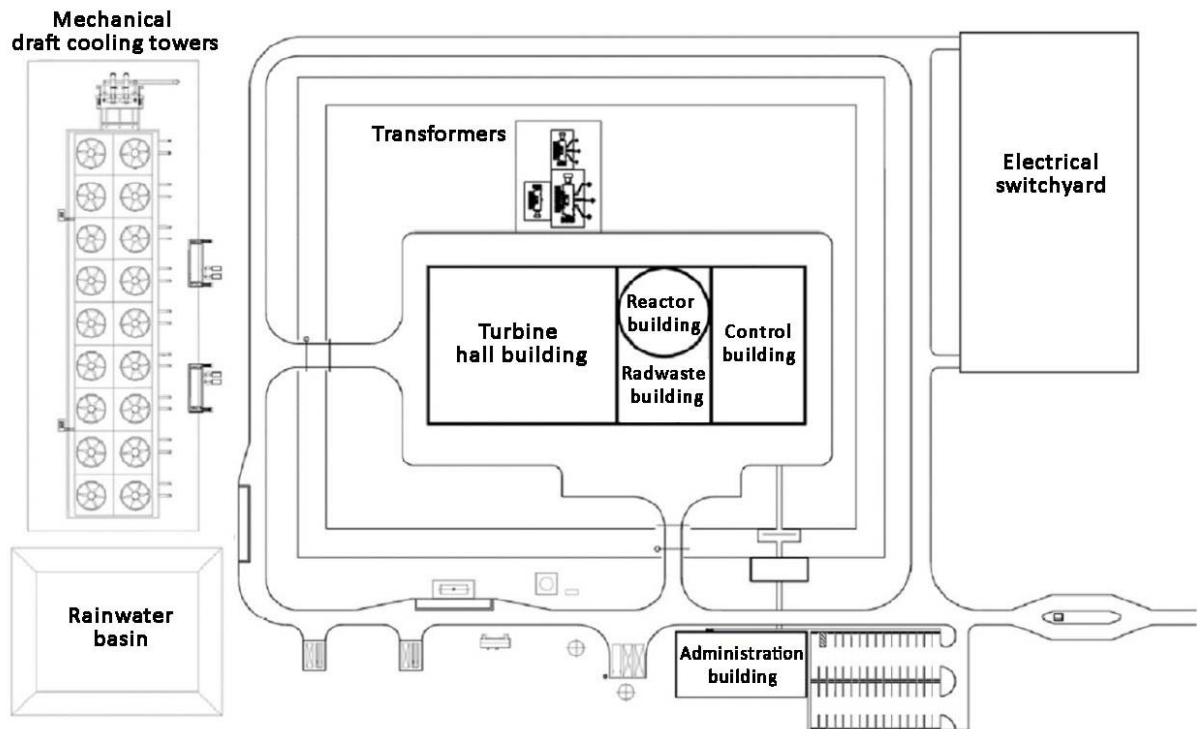 Mechanical
draft cooling towers
Transformers
Electrical
switchyard
Turbine
hall building
Reactor
building
Control
building
Radwaste
building
Rainwater
basin
Administration
building